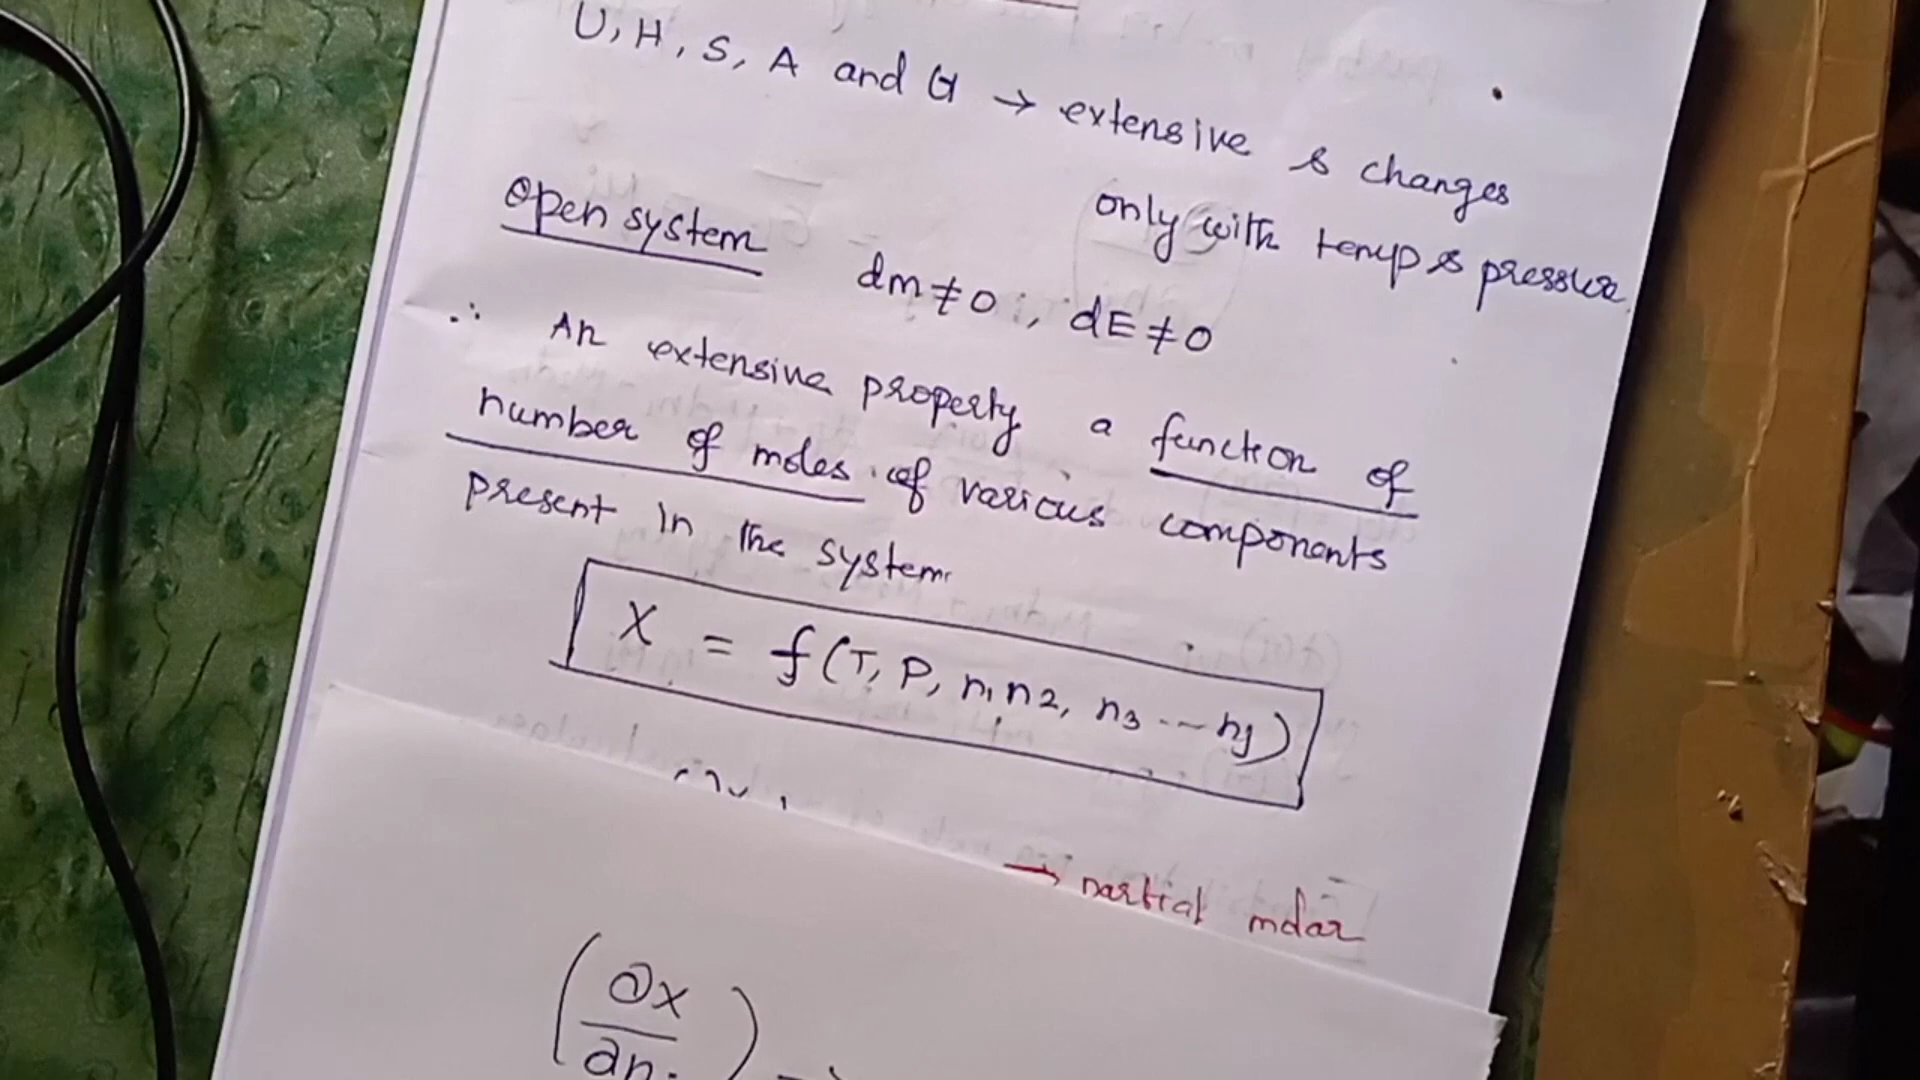 U, H, S, A and G → extensive & changes
only with temp & pressure
Open system dm ≠ 0, dE ≠ 0
∴ An extensive property a function of
number of moles of various components
present in the system
X = f(T, P, n1 n2, n3 --- nj)
→ partial molar
(∂X
∂n